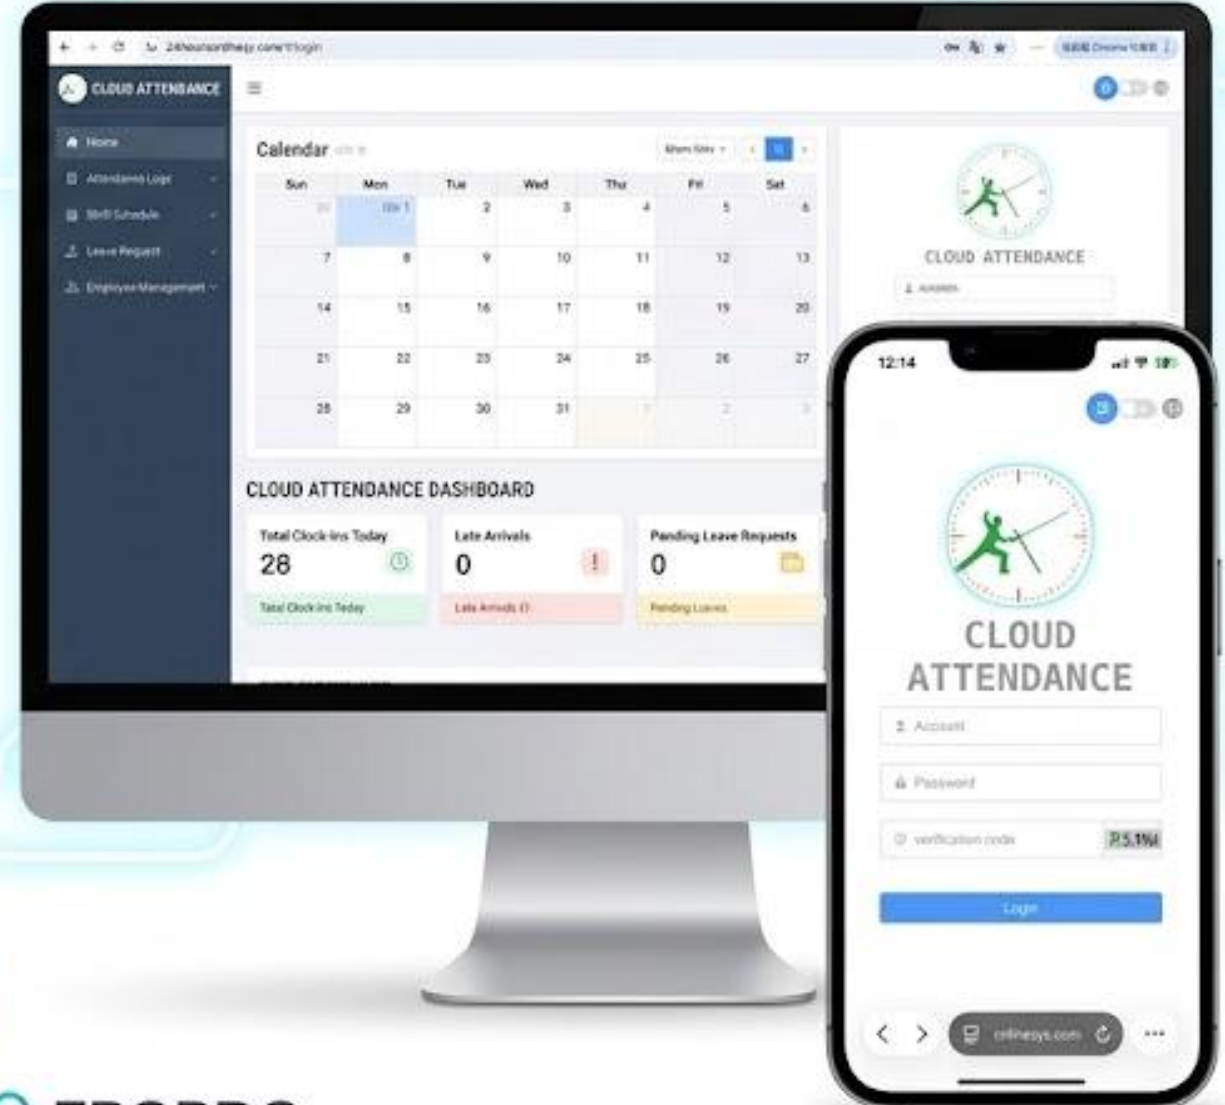 CLOUD ATTENDANCE
Home
Attendance Logs
Shift Schedule
Leave Request
Employee Management
Calendar
Sun Mon Tue Wed Thu Fri Sat
1 2 3 4 5 6
7 8 9 10 11 12 13
14 15 16 17 18 19 20
21 22 23 24 25 26 27
28 29 30 31 1 2 3
CLOUD ATTENDANCE
CLOUD ATTENDANCE DASHBOARD
Total Clock-ins Today
28
Total Clock-ins Today
Late Arrivals
0
!
Late Arrivals
Pending Leave Requests
0
Pending Leaves
12:14
CLOUD
ATTENDANCE
Account
Password
verification code
Login